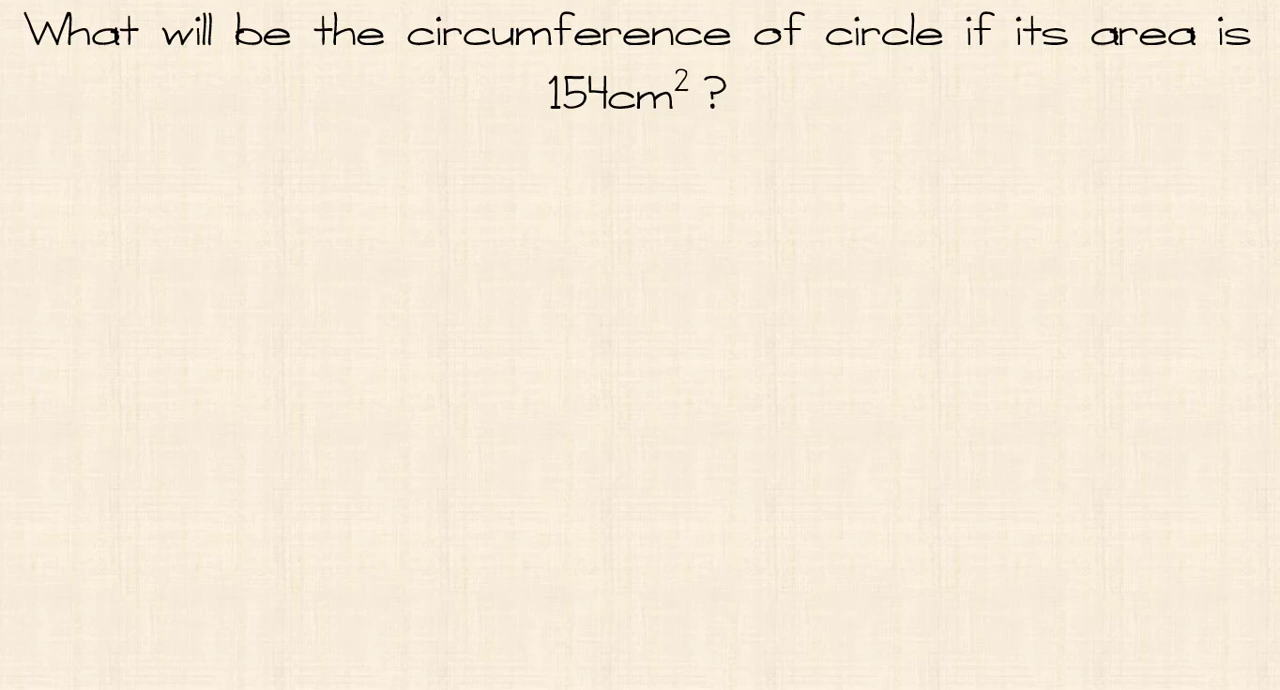 What will be the circumference of circle if its area is
154cm² ?